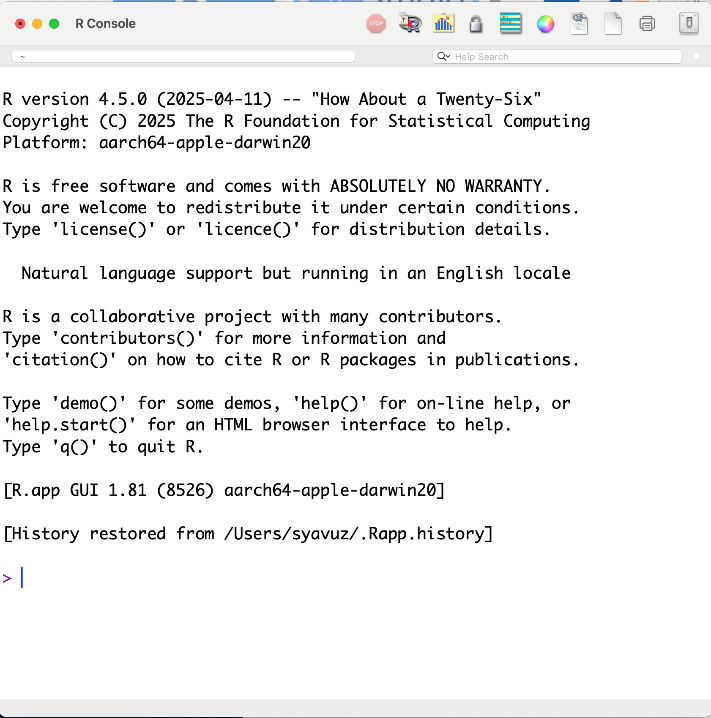 R Console
STOP
~
Help Search
R version 4.5.0 (2025-04-11) -- "How About a Twenty-Six"
Copyright (C) 2025 The R Foundation for Statistical Computing
Platform: aarch64-apple-darwin20
R is free software and comes with ABSOLUTELY NO WARRANTY.
You are welcome to redistribute it under certain conditions.
Type 'license()' or 'licence()' for distribution details.
Natural language support but running in an English locale
R is a collaborative project with many contributors.
Type 'contributors()' for more information and
'citation()' on how to cite R or R packages in publications.
Type 'demo()' for some demos, 'help()' for on-line help, or
'help.start()' for an HTML browser interface to help.
Type 'q()' to quit R.
[R.app GUI 1.81 (8526) aarch64-apple-darwin20]
[History restored from /Users/syavuz/.Rapp.history]
>